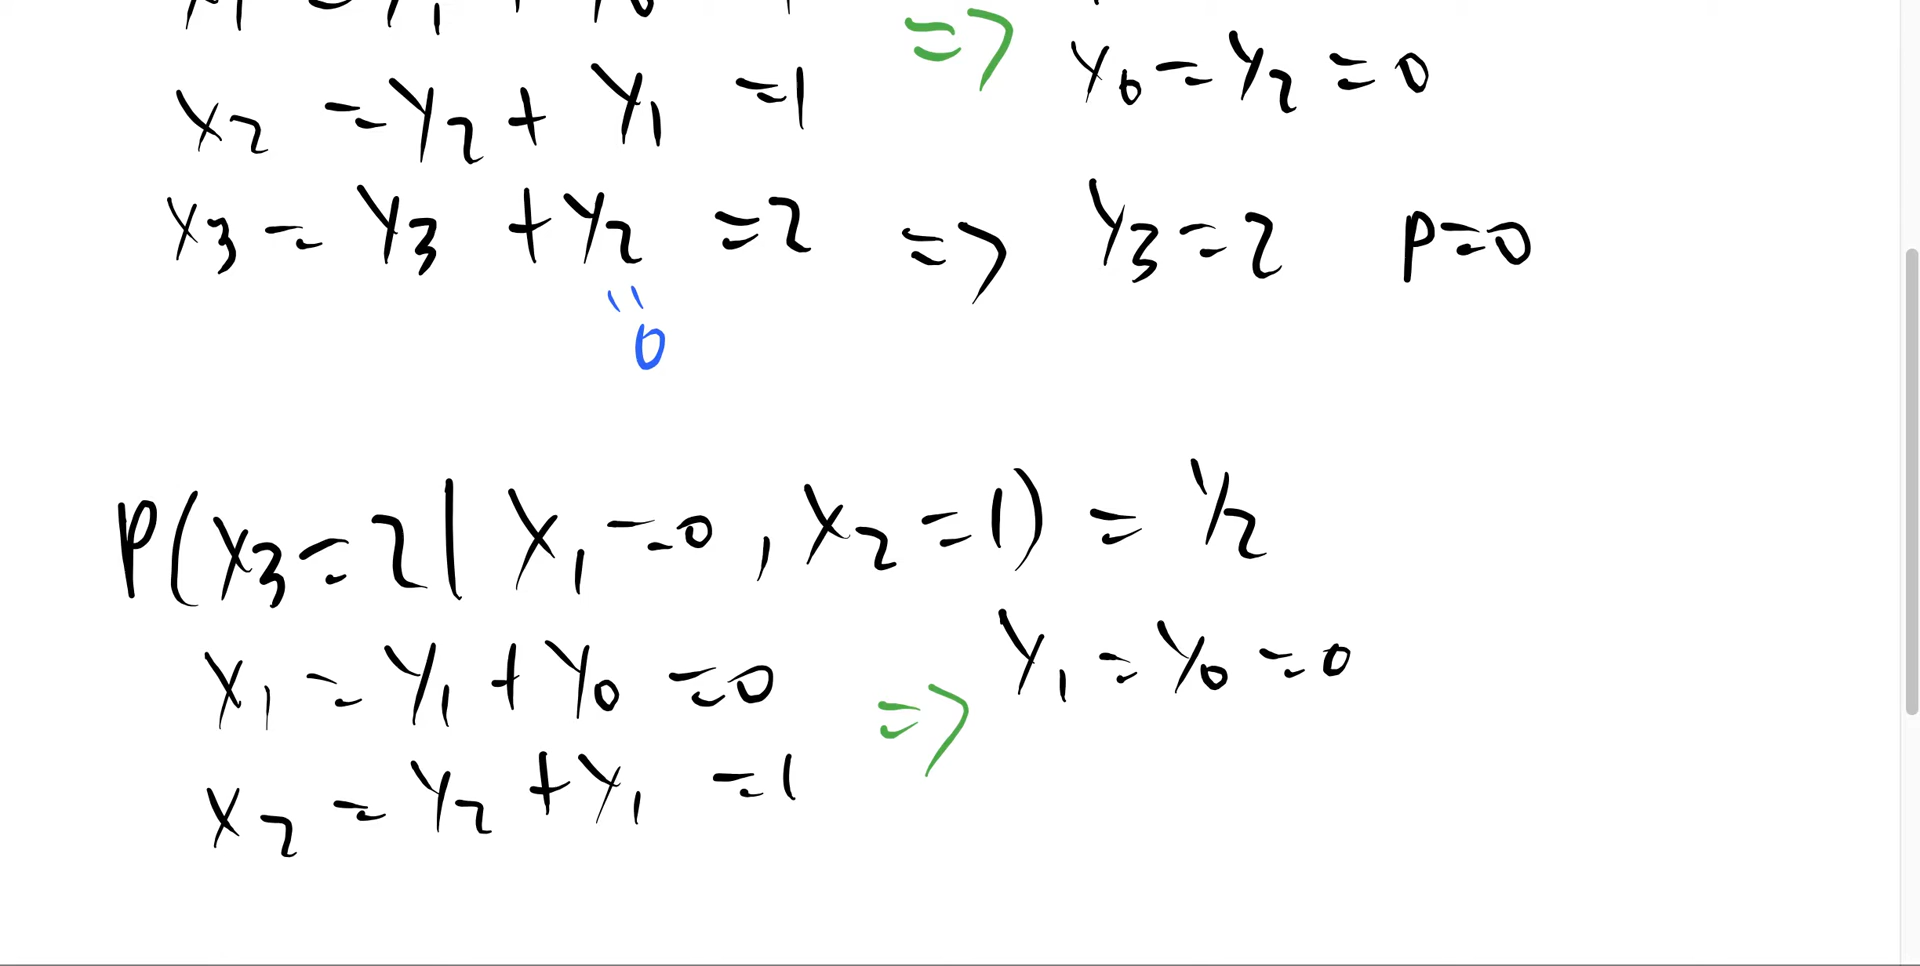 => Y0 = Y2 = 0
X2 = Y2 + Y1 = 1
X3 = Y3 + Y2 = 2 => Y3 = 2 P=0
" 0
P(X3=2 | X1=0, X2=1) = 1/2
X1 = Y1 + Y0 = 0 => Y1 = Y0 = 0
X2 = Y2 + Y1 = 1